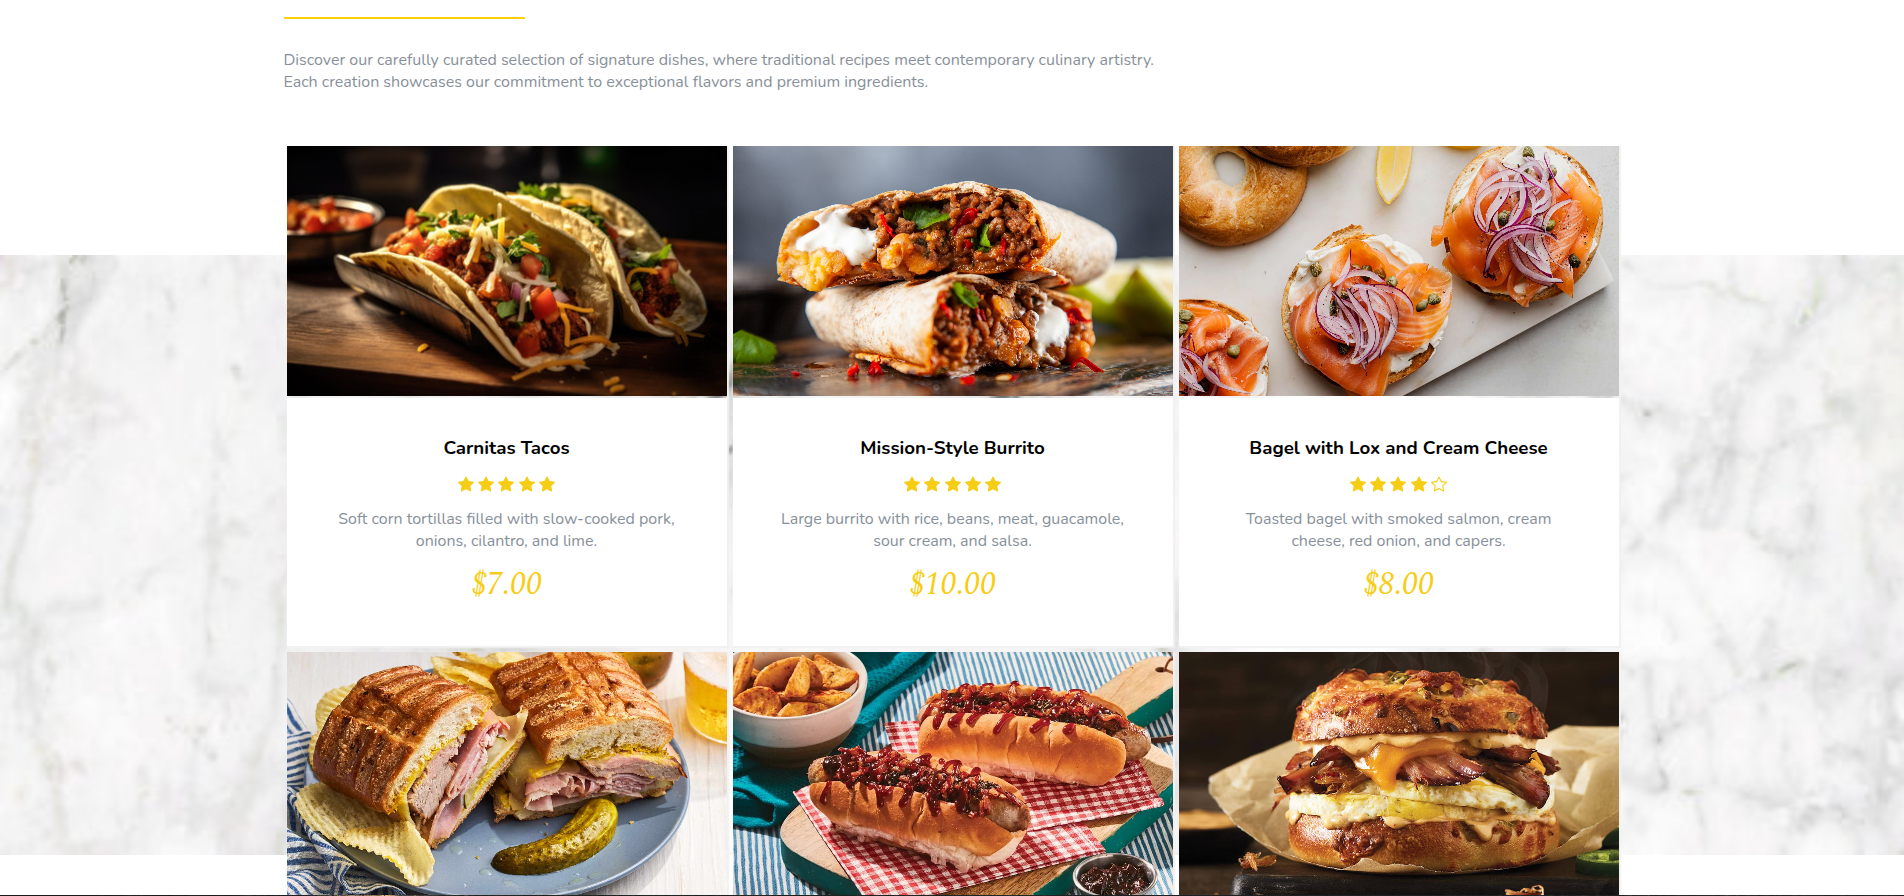 Discover our carefully curated selection of signature dishes, where traditional recipes meet contemporary culinary artistry.
Each creation showcases our commitment to exceptional flavors and premium ingredients.
Carnitas Tacos
Soft corn tortillas filled with slow-cooked pork,
onions, cilantro, and lime.
$7.00
Mission-Style Burrito
Large burrito with rice, beans, meat, guacamole,
sour cream, and salsa.
$10.00
Bagel with Lox and Cream Cheese
Toasted bagel with smoked salmon, cream
cheese, red onion, and capers.
$8.00